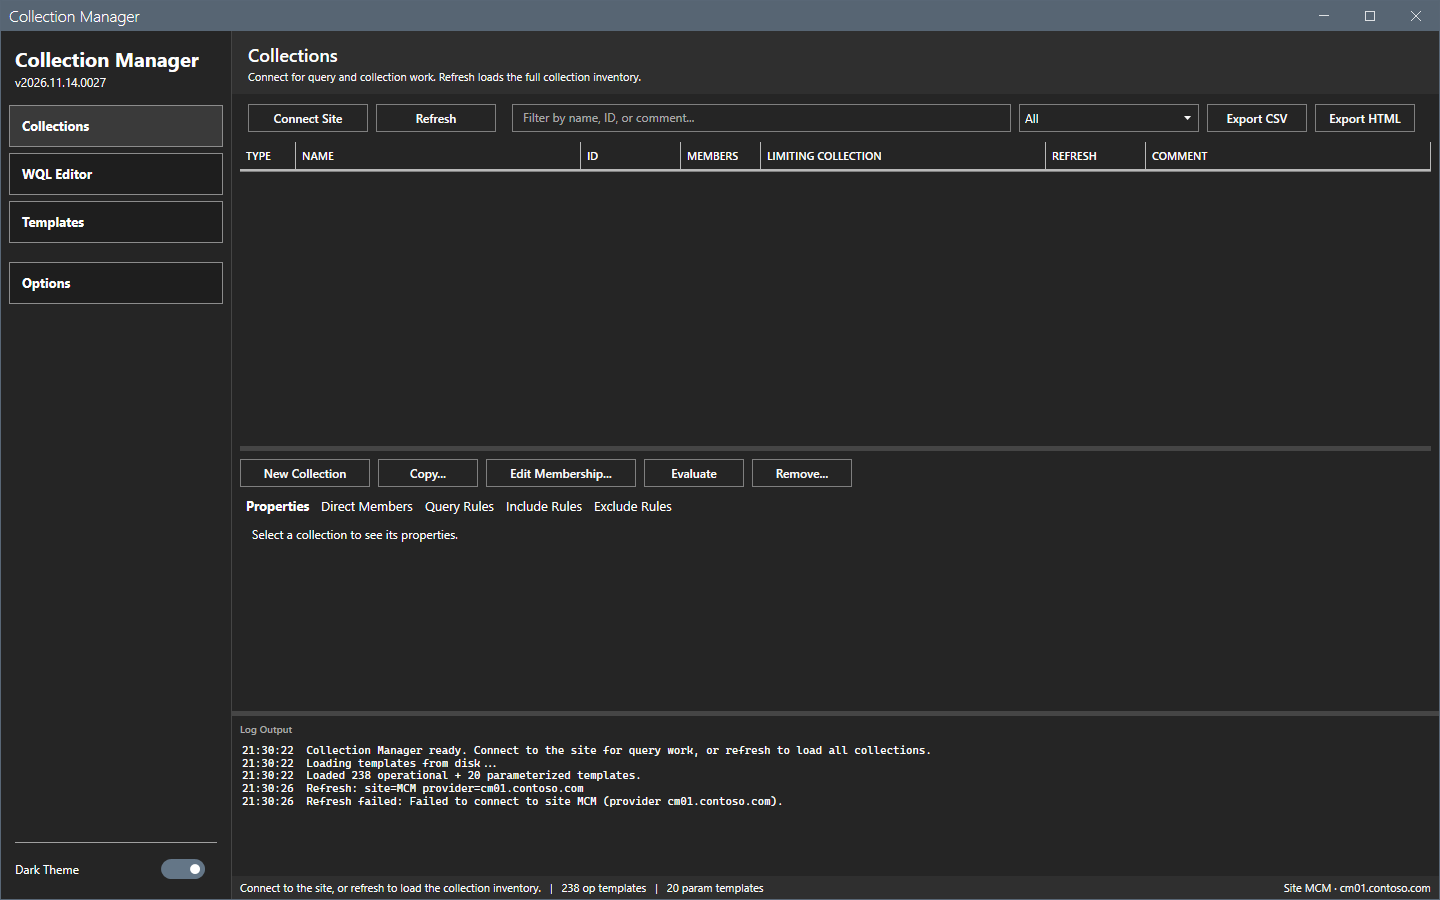 Collection Manager
Collection Manager
v2026.11.14.0027
Collections
WQL Editor
Templates
Options
Dark Theme
Collections
Connect for query and collection work. Refresh loads the full collection inventory.
Connect Site
Refresh
Filter by name, ID, or comment...
All
Export CSV
Export HTML
TYPE
NAME
ID
MEMBERS
LIMITING COLLECTION
REFRESH
COMMENT
New Collection
Copy...
Edit Membership...
Evaluate
Remove...
Properties
Direct Members
Query Rules
Include Rules
Exclude Rules
Select a collection to see its properties.
Log Output
21:30:22 Collection Manager ready. Connect to the site for query work, or refresh to load all collections.
21:30:22 Loading templates from disk...
21:30:22 Loaded 238 operational + 20 parameterized templates.
21:30:26 Refresh: site=MCM provider=cm01.contoso.com
21:30:26 Refresh failed: Failed to connect to site MCM (provider cm01.contoso.com).
Connect to the site, or refresh to load the collection inventory. | 238 op templates | 20 param templates
Site MCM · cm01.contoso.com